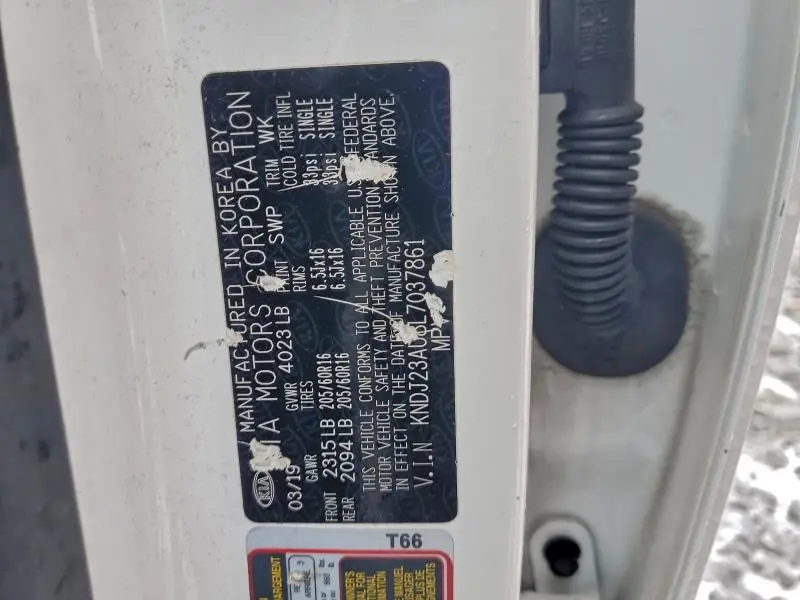 KIA
MANUFACTURED IN KOREA BY
KIA MOTORS CORPORATION
03/19 GVWR 4023 LB PAINT SWP TRIM WK
GAWR TIRES RIMS (COLD TIRE INFL
FRONT 2315 LB 205/60R16 6.5Jx16 33psi SINGLE
REAR 2094 LB 205/60R16 6.5Jx16 33psi SINGLE
THIS VEHICLE CONFORMS TO ALL APPLICABLE U.S. FEDERAL
MOTOR VEHICLE SAFETY AND THEFT PREVENTION STANDARDS
IN EFFECT ON THE DATE OF MANUFACTURE SHOWN ABOVE.
V.I.N KNDJ23AU6L7037861
T66